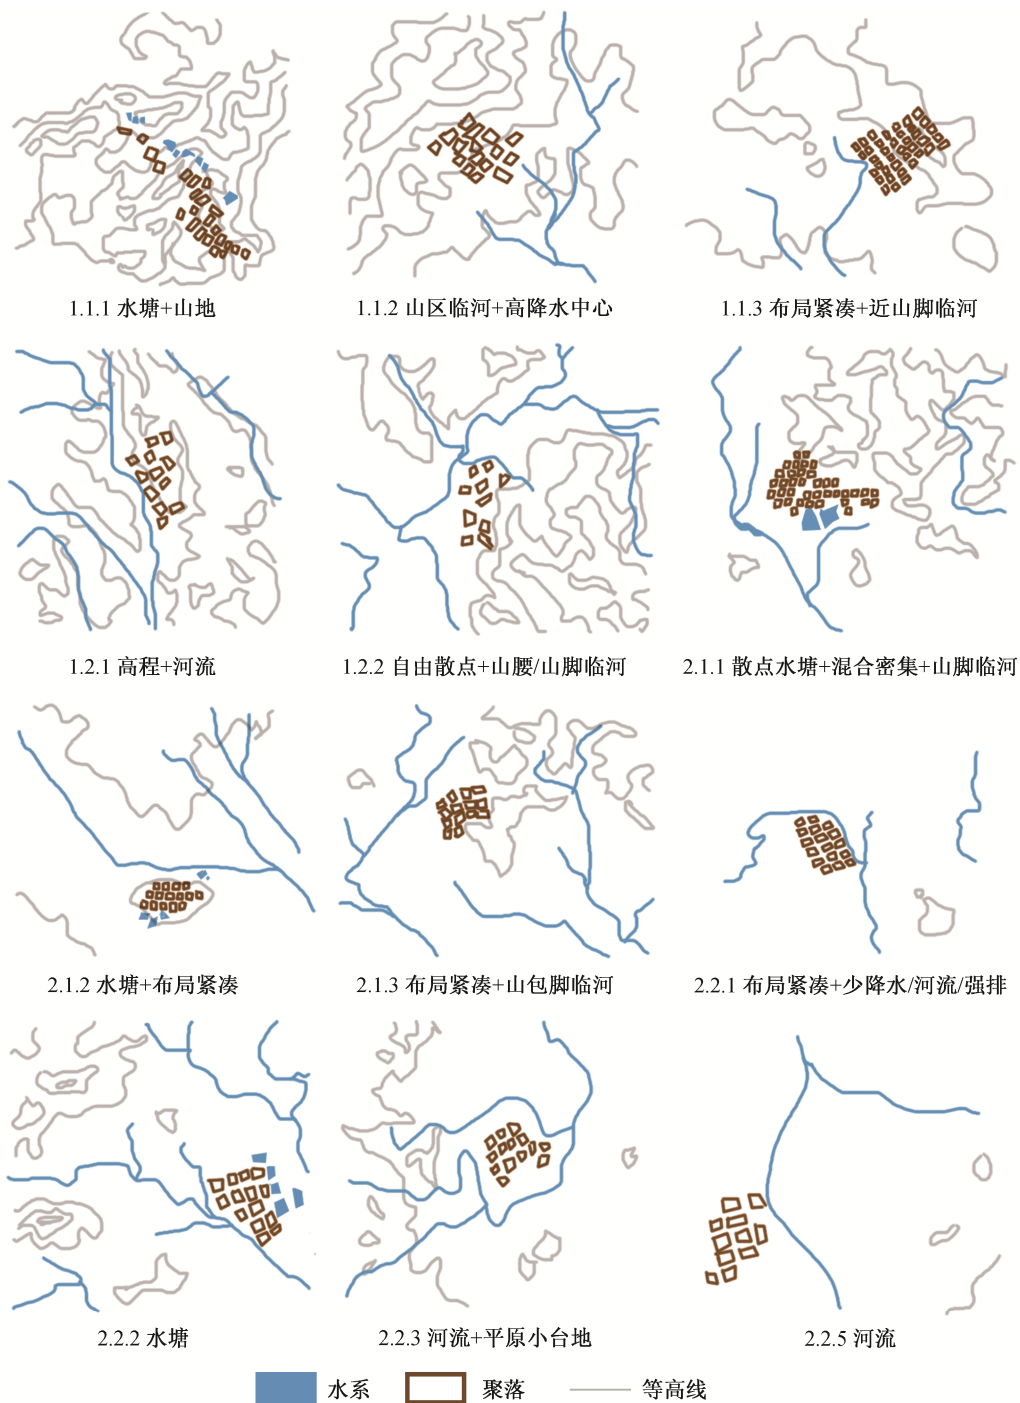 1.1.1 水塘+山地
1.1.2 山区临河+高降水中心
1.1.3 布局紧凑+近山脚临河
1.2.1 高程+河流
1.2.2 自由散点+山腰/山脚临河
2.1.1 散点水塘+混合密集+山脚临河
2.1.2 水塘+布局紧凑
2.1.3 布局紧凑+山包脚临河
2.2.1 布局紧凑+少降水/河流/强排
2.2.2 水塘
2.2.3 河流+平原小台地
2.2.5 河流
水系
聚落
等高线